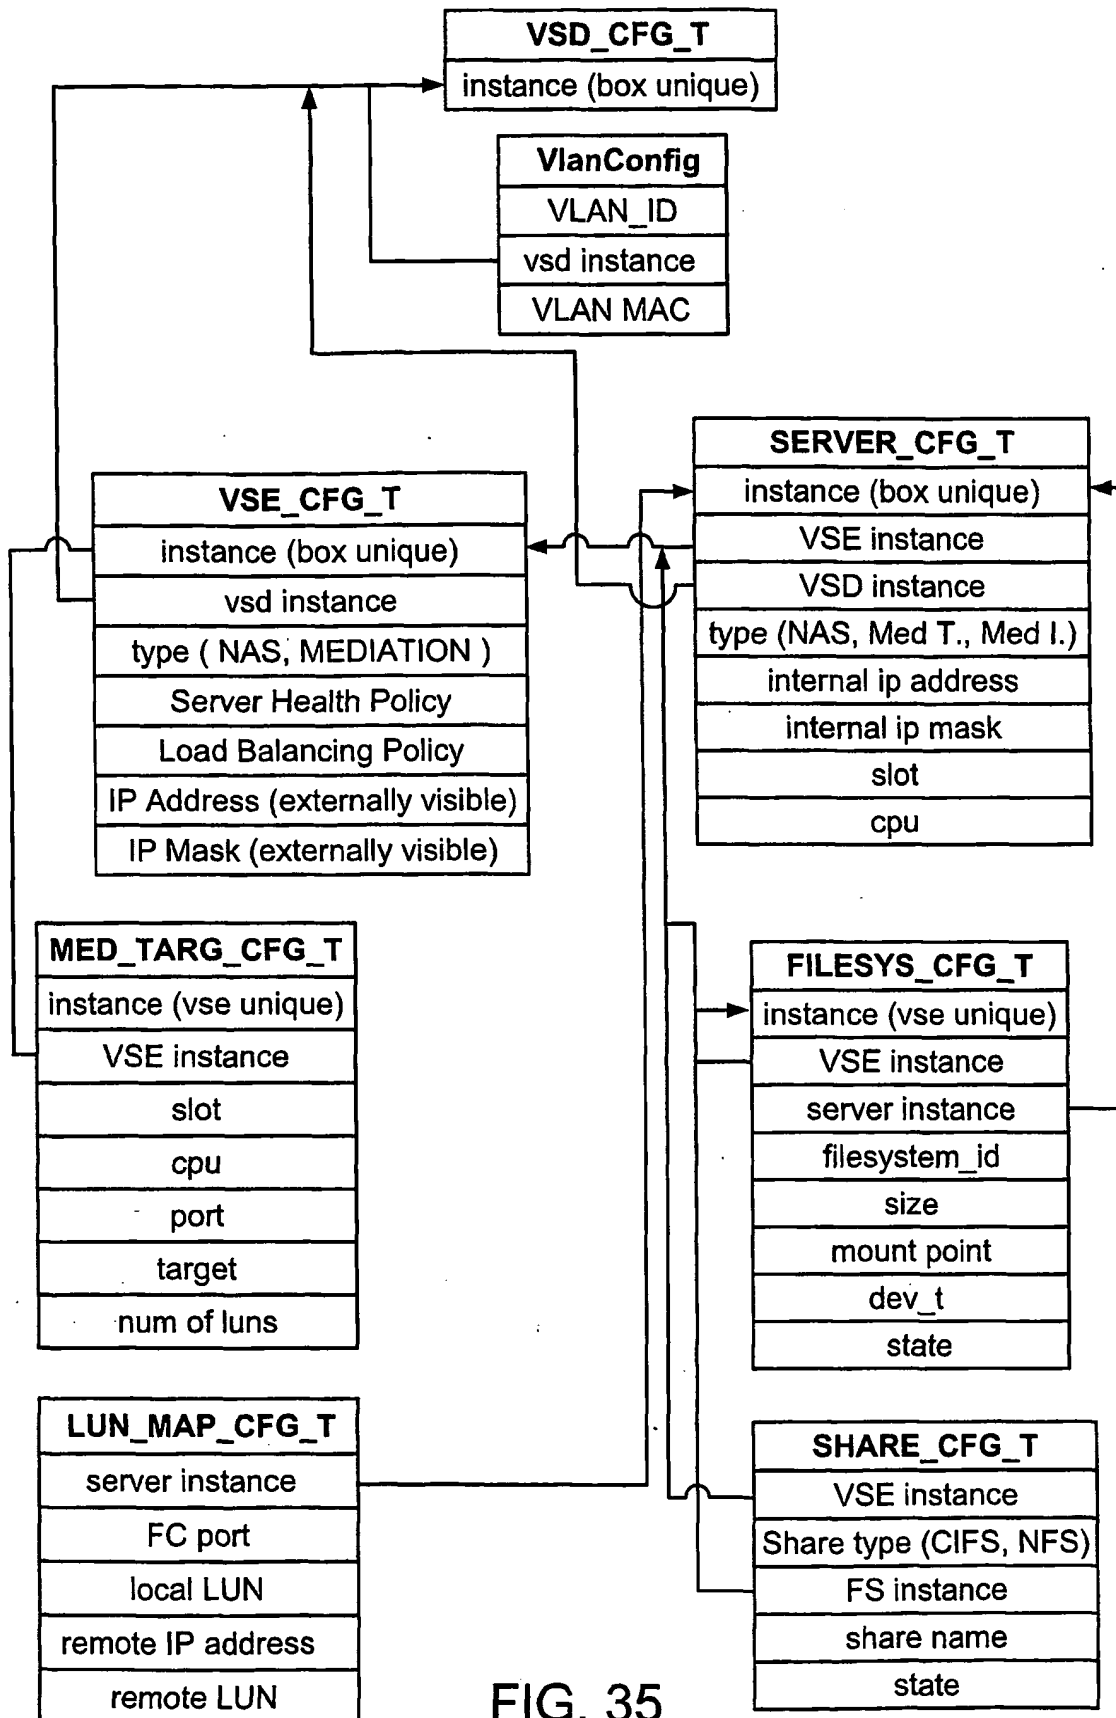 VSD_CFG_T
instance (box unique)
VlanConfig
VLAN_ID
vsd instance
VLAN MAC
SERVER_CFG_T
instance (box unique)
VSE instance
VSD instance
type (NAS, Med T., Med I.)
internal ip address
internal ip mask
slot
cpu
VSE_CFG_T
instance (box unique)
vsd instance
type ( NAS, MEDIATION )
Server Health Policy
Load Balancing Policy
IP Address (externally visible)
IP Mask (externally visible)
MED_TARG_CFG_T
instance (vse unique)
VSE instance
slot
cpu
port
target
num of luns
FILESYS_CFG_T
instance (vse unique)
VSE instance
server instance
filesystem_id
size
mount point
dev_t
state
LUN_MAP_CFG_T
server instance
FC port
local LUN
remote IP address
remote LUN
SHARE_CFG_T
VSE instance
Share type (CIFS, NFS)
FS instance
share name
state
FIG. 35